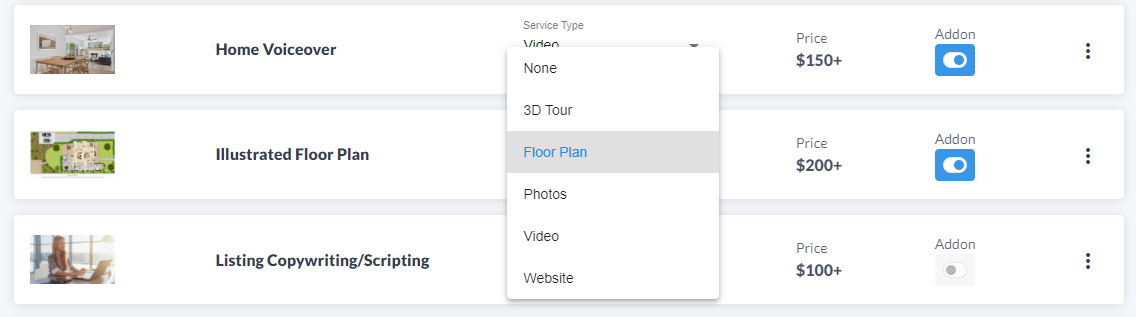 Home Voiceover
Service Type
Video
Price
$150+
Addon
None
3D Tour
Floor Plan
Photos
Video
Website
Illustrated Floor Plan
Price
$200+
Addon
Listing Copywriting/Scripting
Price
$100+
Addon